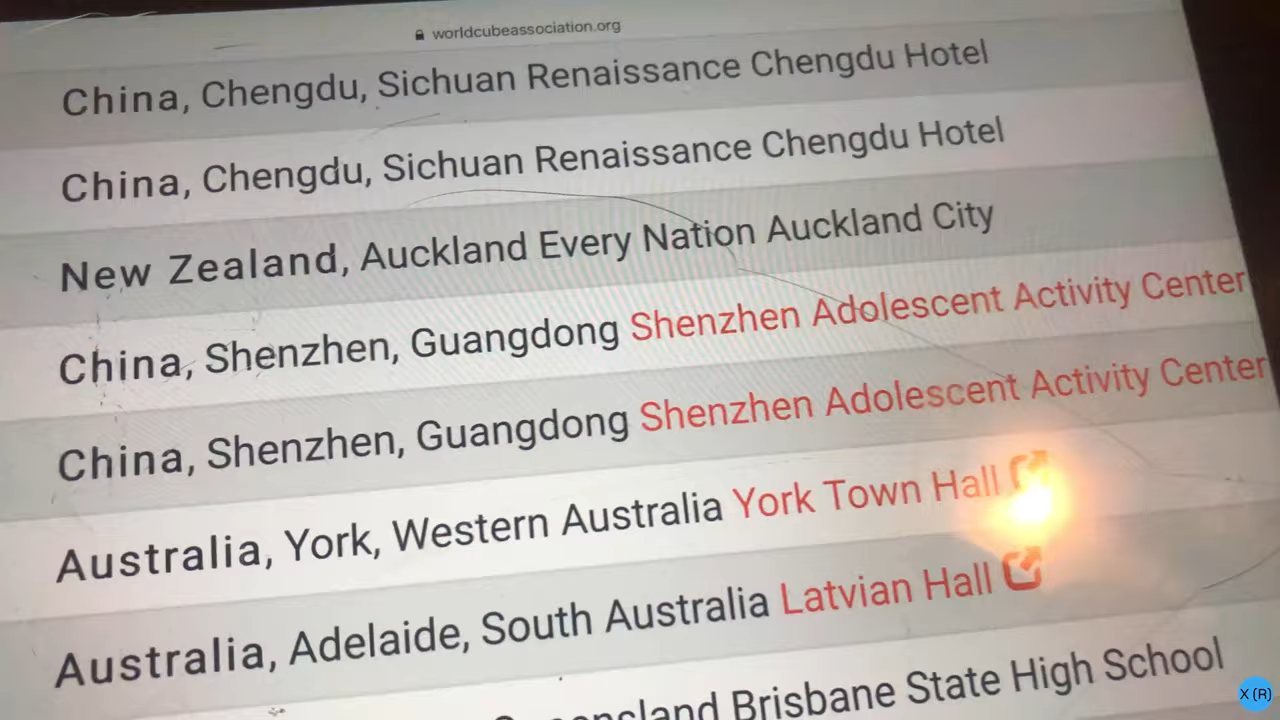 worldcubeassociation.org
China, Chengdu, Sichuan Renaissance Chengdu Hotel
China, Chengdu, Sichuan Renaissance Chengdu Hotel
New Zealand, Auckland Every Nation Auckland City
China, Shenzhen, Guangdong Shenzhen Adolescent Activity Center
China, Shenzhen, Guangdong Shenzhen Adolescent Activity Center
Australia, York, Western Australia York Town Hall
Australia, Adelaide, South Australia Latvian Hall
Brisbane State High School
X (R)